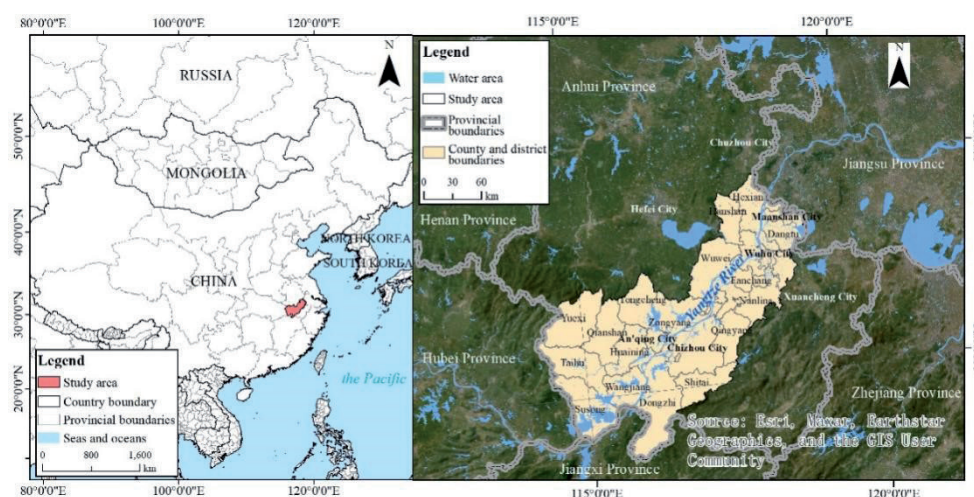 80°0'0"E 100°0'0"E 120°0'0"E
N
RUSSIA
MONGOLIA
NORTH KOREA
SOUTH KOREA
CHINA
the Pacific
50°0'0"N
40°0'0"N
30°0'0"N
20°0'0"N
Legend
Study area
Country boundary
Provincial boundaries
Seas and oceans
0 800 1,600
km
80°0'0"E 100°0'0"E 120°0'0"E
115°0'0"E 120°0'0"E
Legend
Water area
Study area
Provincial
boundaries
County and district
boundaries
0 30 60
km
N
Anhui Province
Chuzhou City
Jiangsu Province
Henan Province
Hefei City
Hexian
Hanshan
Maanshan City
Dangtu
Wuwei
Wuhu City
Fanchang
Yangtze River
Nanling
Xuancheng City
Tongcheng
Yuexi
Zongyang
Qianshan
Qingyang
An'qing City
Chizhou City
Hubei Province
Huaining
Taihu
Shitai
Wangjiang
Zhejiang Province
Susong
Dongzhi
Source: Esri, Maxar, Earthstar
Geographics, and the GIS User
Community
Jiangxi Province
115°0'0"E 120°0'0"E